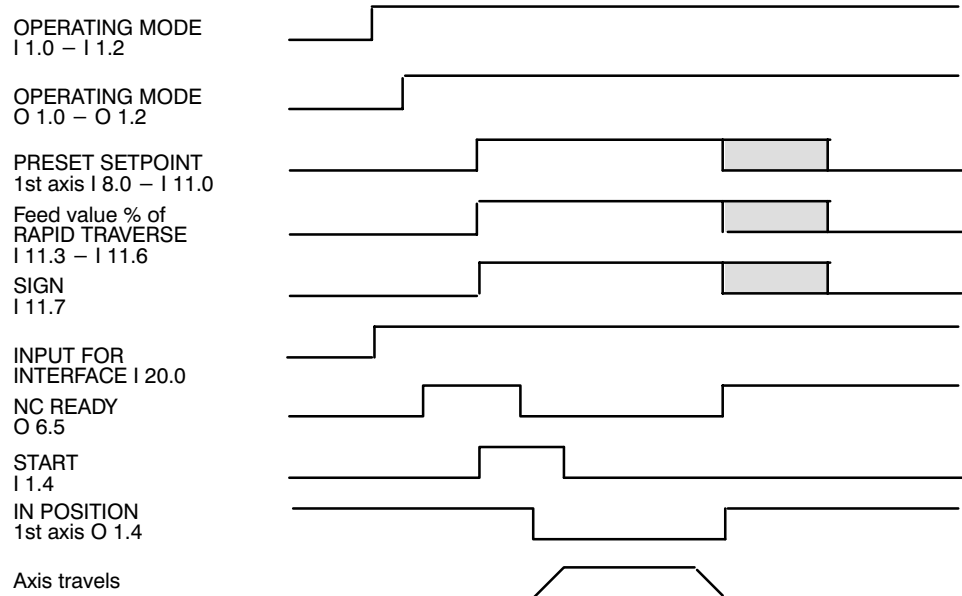 OPERATING MODE
I 1.0 – I 1.2
OPERATING MODE
O 1.0 – O 1.2
PRESET SETPOINT
1st axis I 8.0 – I 11.0
Feed value % of
RAPID TRAVERSE
I 11.3 – I 11.6
SIGN
I 11.7
INPUT FOR
INTERFACE I 20.0
NC READY
O 6.5
START
I 1.4
IN POSITION
1st axis O 1.4
Axis travels